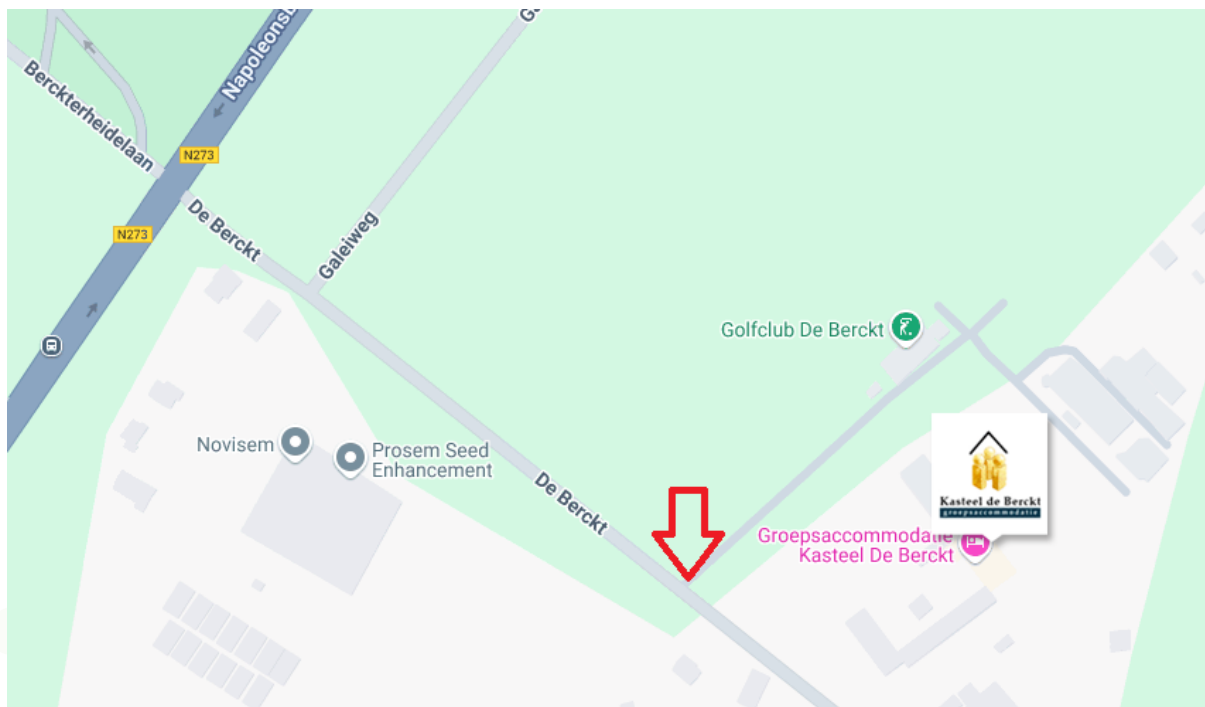 Napoleonsb
Ga
Berckterheidelaan
N273
De Berckt
N273
Galeiweg
Golfclub De Berckt
Novisem
Prosem Seed
Enhancement
De Berckt
Kasteel de Berckt
groepsaccommodatie
Groepsaccommodatie
Kasteel De Berckt